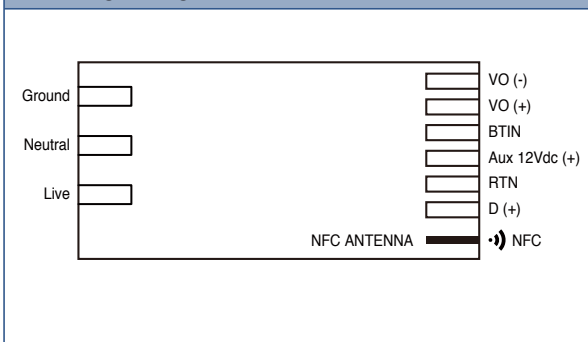 Ground
Neutral
Live
VO (-)
VO (+)
BTIN
Aux 12Vdc (+)
RTN
D (+)
NFC ANTENNA
NFC